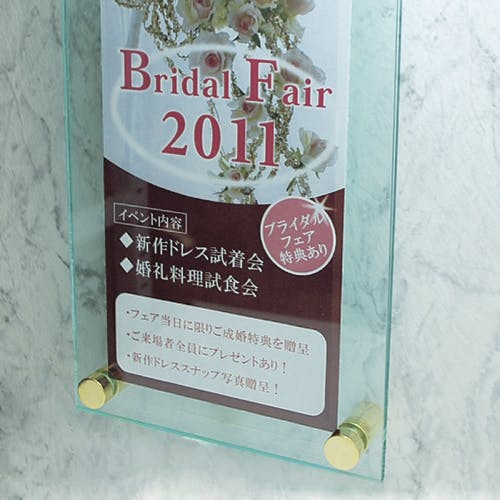 Bridal Fair
2011
イベント内容
◆新作ドレス試着会
◆婚礼料理試食会
ブライダル
フェア
特典あり
・フェア当日に限りご成婚特典を贈呈
・ご来場者全員にプレゼントあり！
・新作ドレススナップ写真贈呈！